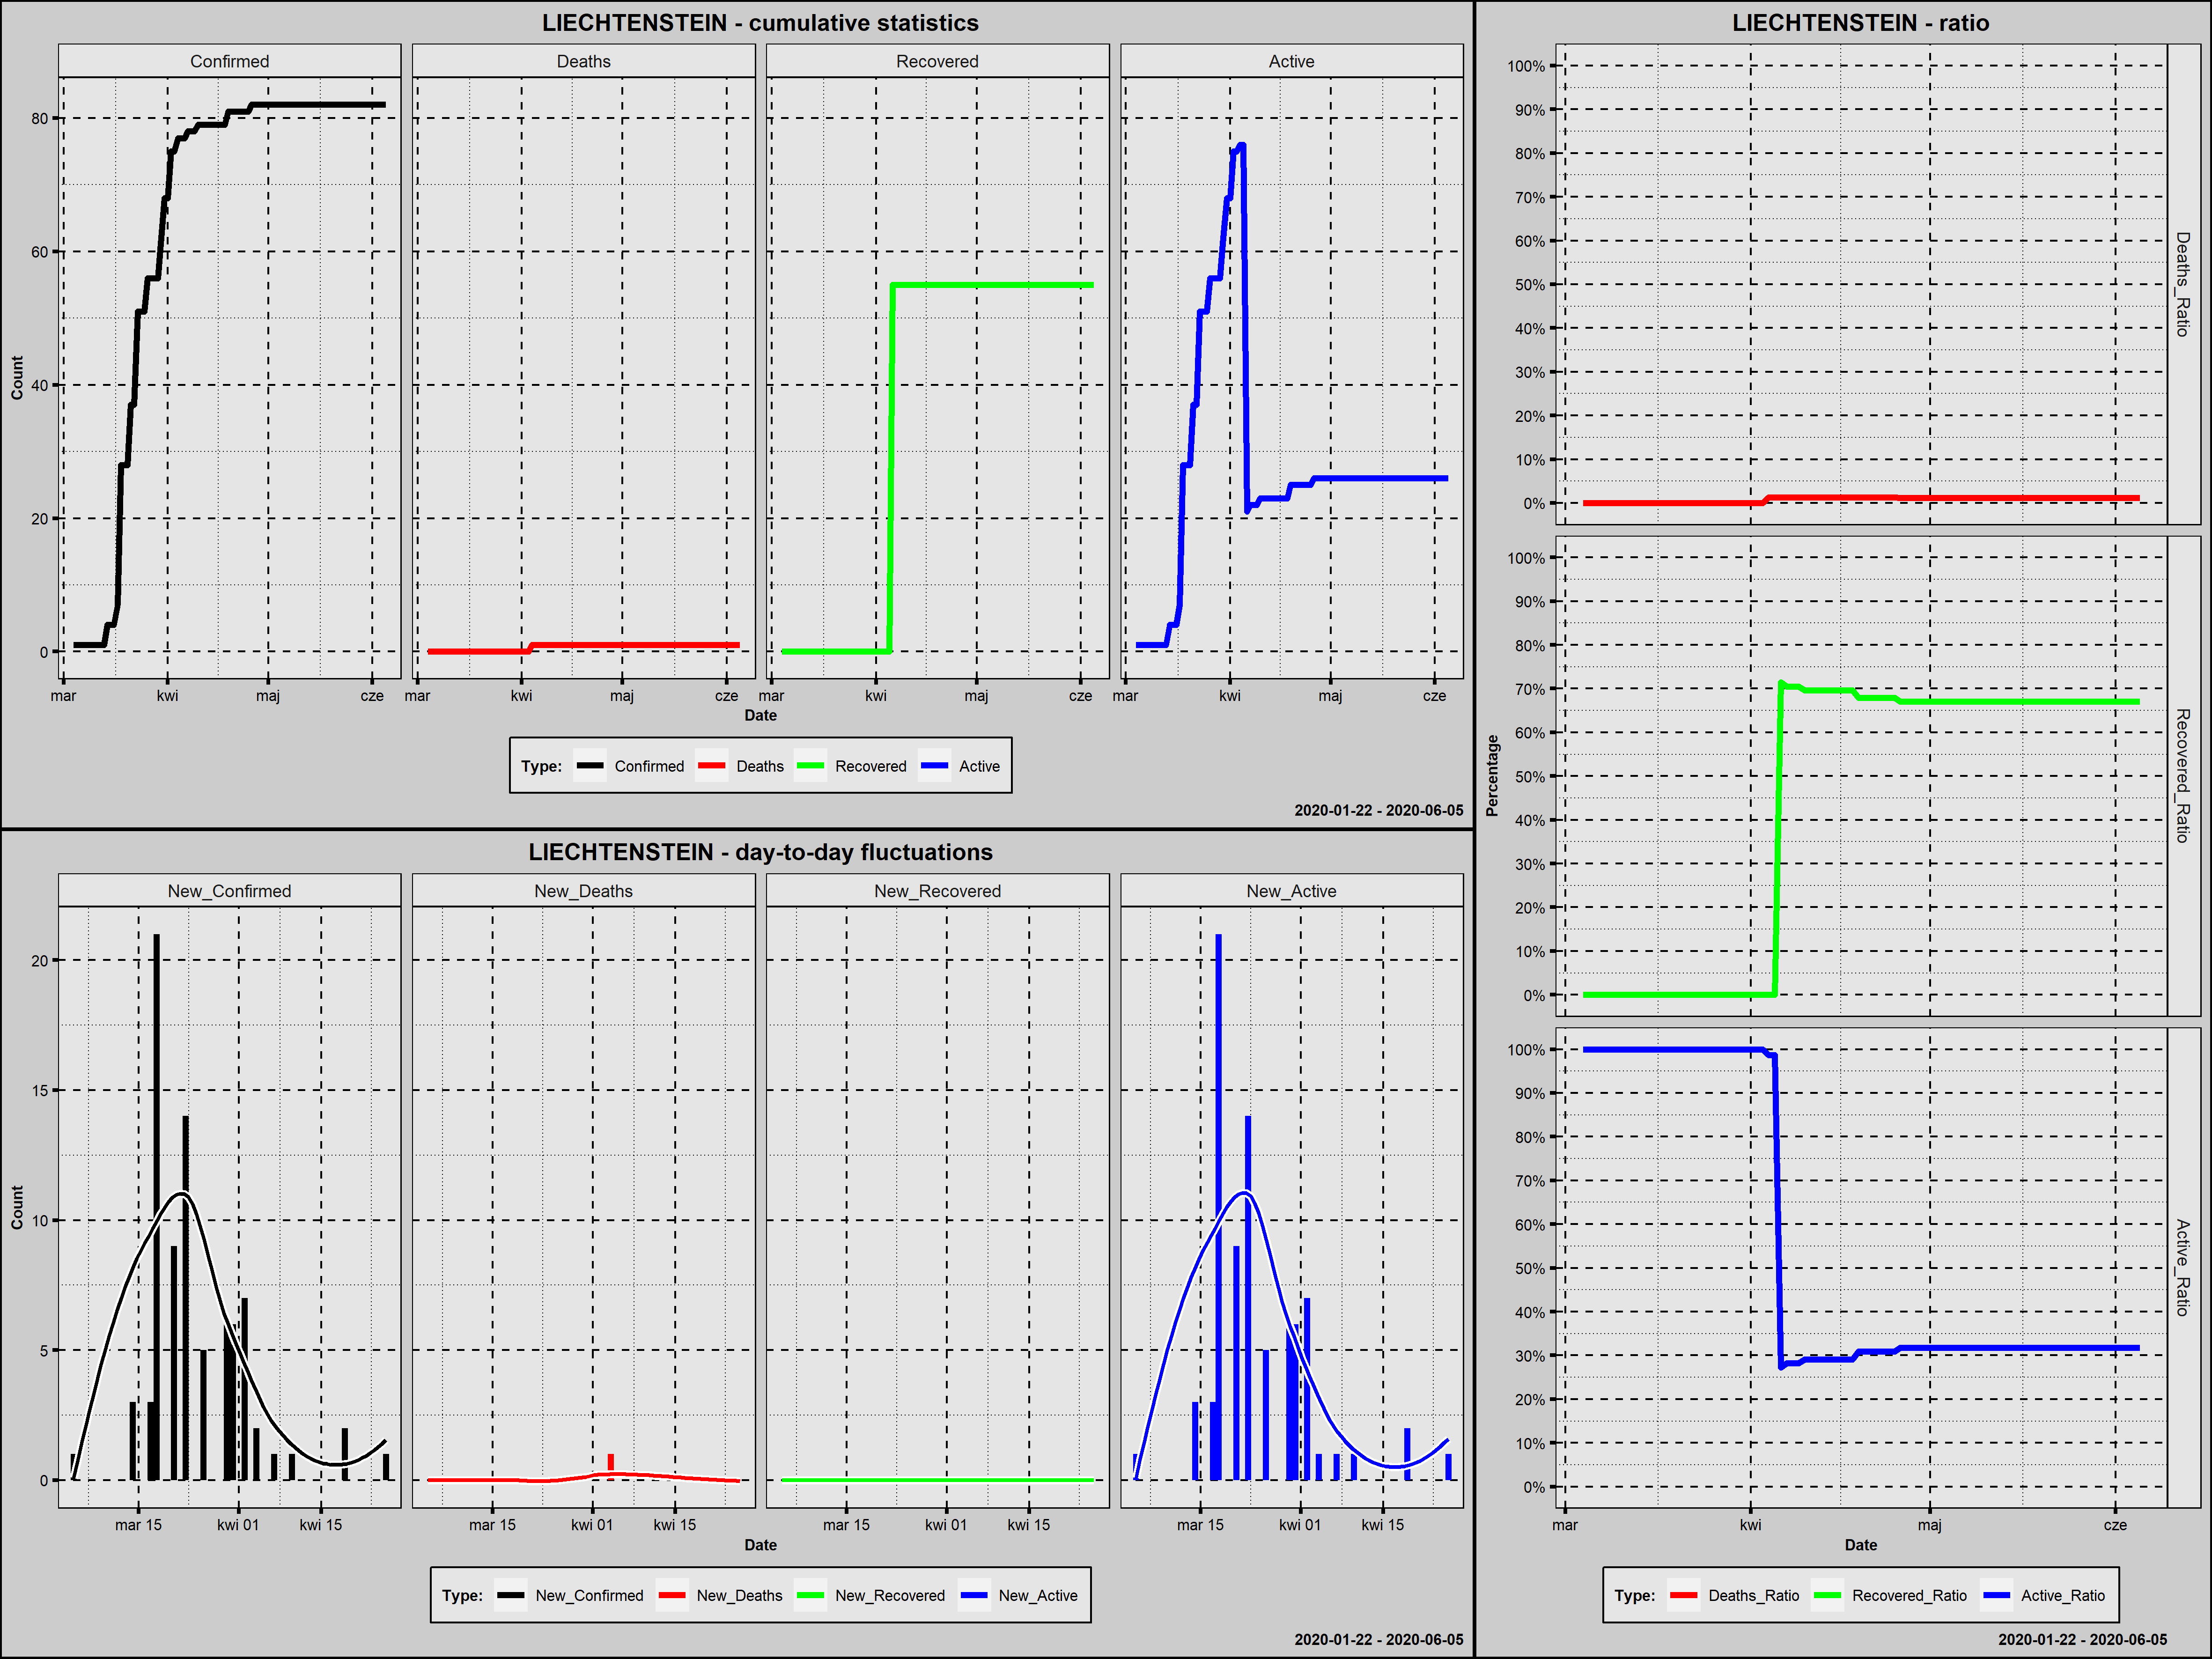 LIECHTENSTEIN - cumulative statistics
Confirmed Deaths Recovered Active
Count
80
60
40
20
0
mar kwi maj cze mar kwi maj cze mar kwi maj cze mar kwi maj cze
Date
Type: Confirmed Deaths Recovered Active
2020-01-22 - 2020-06-05
LIECHTENSTEIN - day-to-day fluctuations
New_Confirmed New_Deaths New_Recovered New_Active
Count
20
15
10
5
0
mar 15 kwi 01 kwi 15 mar 15 kwi 01 kwi 15 mar 15 kwi 01 kwi 15 mar 15 kwi 01 kwi 15
Date
Type: New_Confirmed New_Deaths New_Recovered New_Active
2020-01-22 - 2020-06-05
LIECHTENSTEIN - ratio
Percentage
100%
90%
80%
70%
60%
50%
40%
30%
20%
10%
0%
Deaths_Ratio
100%
90%
80%
70%
60%
50%
40%
30%
20%
10%
0%
Recovered_Ratio
100%
90%
80%
70%
60%
50%
40%
30%
20%
10%
0%
Active_Ratio
mar kwi maj cze
Date
Type: Deaths_Ratio Recovered_Ratio Active_Ratio
2020-01-22 - 2020-06-05